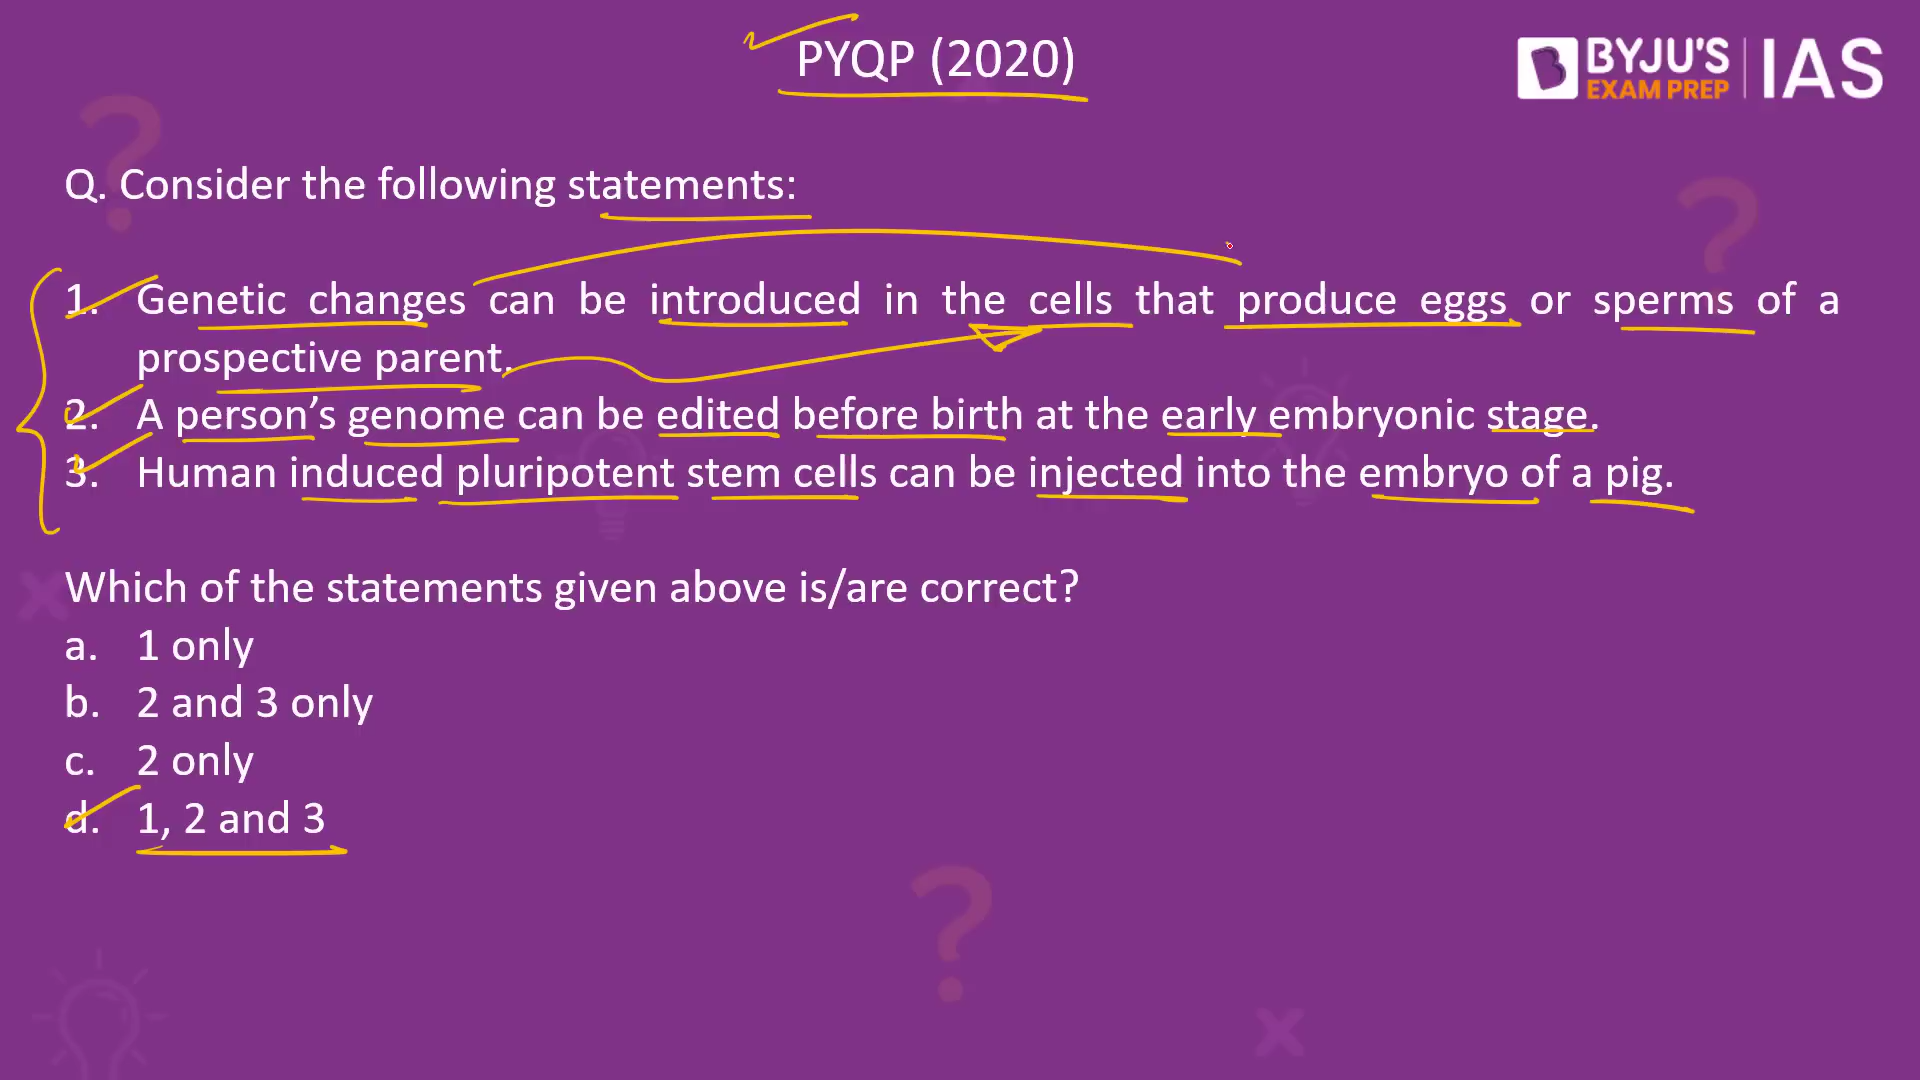 PYQP (2020)
BYJU'S
EXAM PREP
IAS
Q. Consider the following statements:
1. Genetic changes can be introduced in the cells that produce eggs or sperms of a
prospective parent.
2. A person’s genome can be edited before birth at the early embryonic stage.
3. Human induced pluripotent stem cells can be injected into the embryo of a pig.
Which of the statements given above is/are correct?
a. 1 only
b. 2 and 3 only
c. 2 only
d. 1, 2 and 3